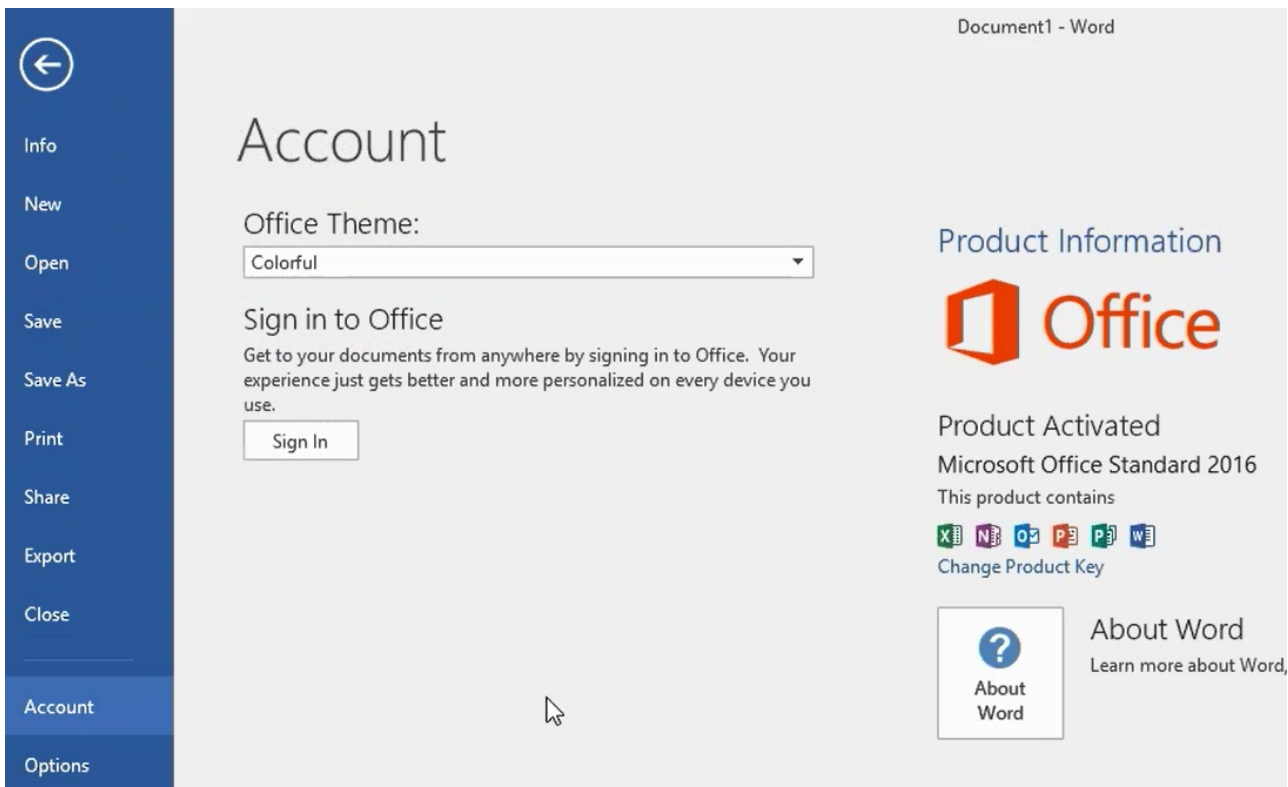 Document1 - Word
Info
New
Open
Save
Save As
Print
Share
Export
Close
Account
Options
Account
Office Theme:
Colorful
Sign in to Office
Get to your documents from anywhere by signing in to Office. Your
experience just gets better and more personalized on every device you
use.
Sign In
Product Information
Office
Product Activated
Microsoft Office Standard 2016
This product contains
X N O P P W
Change Product Key
?
About
Word
About Word
Learn more about Word,